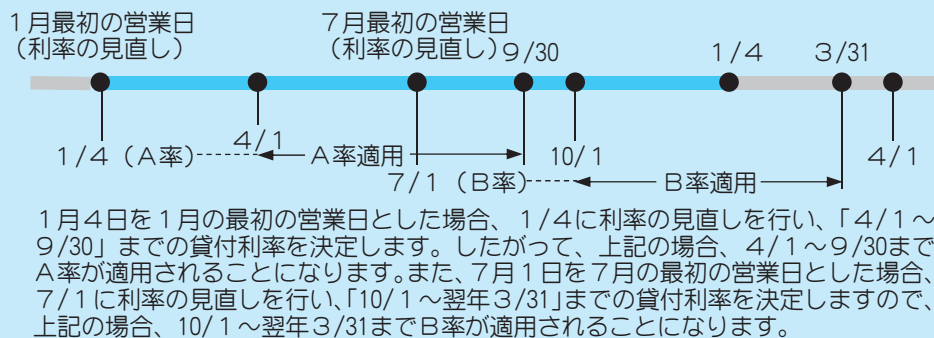 1月最初の営業日
(利率の見直し)
7月最初の営業日
(利率の見直し)
9/30
1/4
3/31
1/4(A率)
4/1
A率適用
7/1(B率)
10/1
B率適用
4/1
1月4日を1月の最初の営業日とした場合、1/4に利率の見直しを行い、「4/1～
9/30」までの貸付利率を決定します。したがって、上記の場合、4/1～9/30まで
A率が適用されることになります。また、7月1日を7月の最初の営業日とした場合、
7/1に利率の見直しを行い、「10/1～翌年3/31」までの貸付利率を決定しますので、
上記の場合、10/1～翌年3/31までB率が適用されることになります。